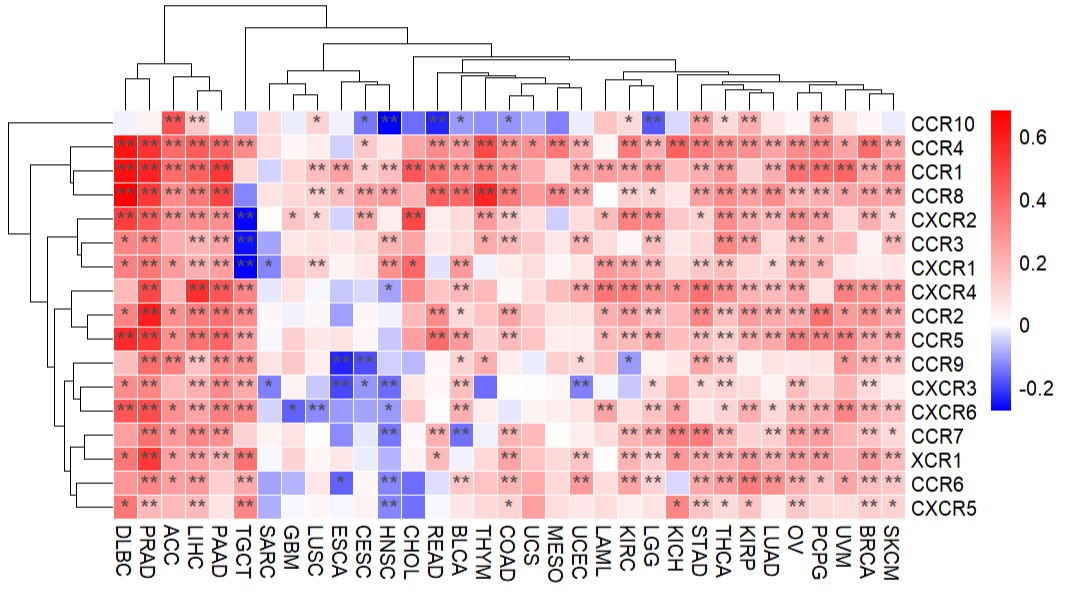 CCR10
CCR4
CCR1
CCR8
CXCR2
CCR3
CXCR1
CXCR4
CCR2
CCR5
CCR9
CXCR3
CXCR6
CCR7
XCR1
CCR6
CXCR5
0.6
0.4
0.2
0
-0.2
DLBC
PRAD
ACC
LIHC
PAAD
TGCT
SARC
GBM
LUSC
ESCA
CESC
HNSC
CHOL
READ
BLCA
THYM
COAD
UCS
MESO
UCEC
LAML
KIRC
LGG
KICH
STAD
THCA
KIRP
LUAD
OV
PCPG
UVM
BRCA
SKCM